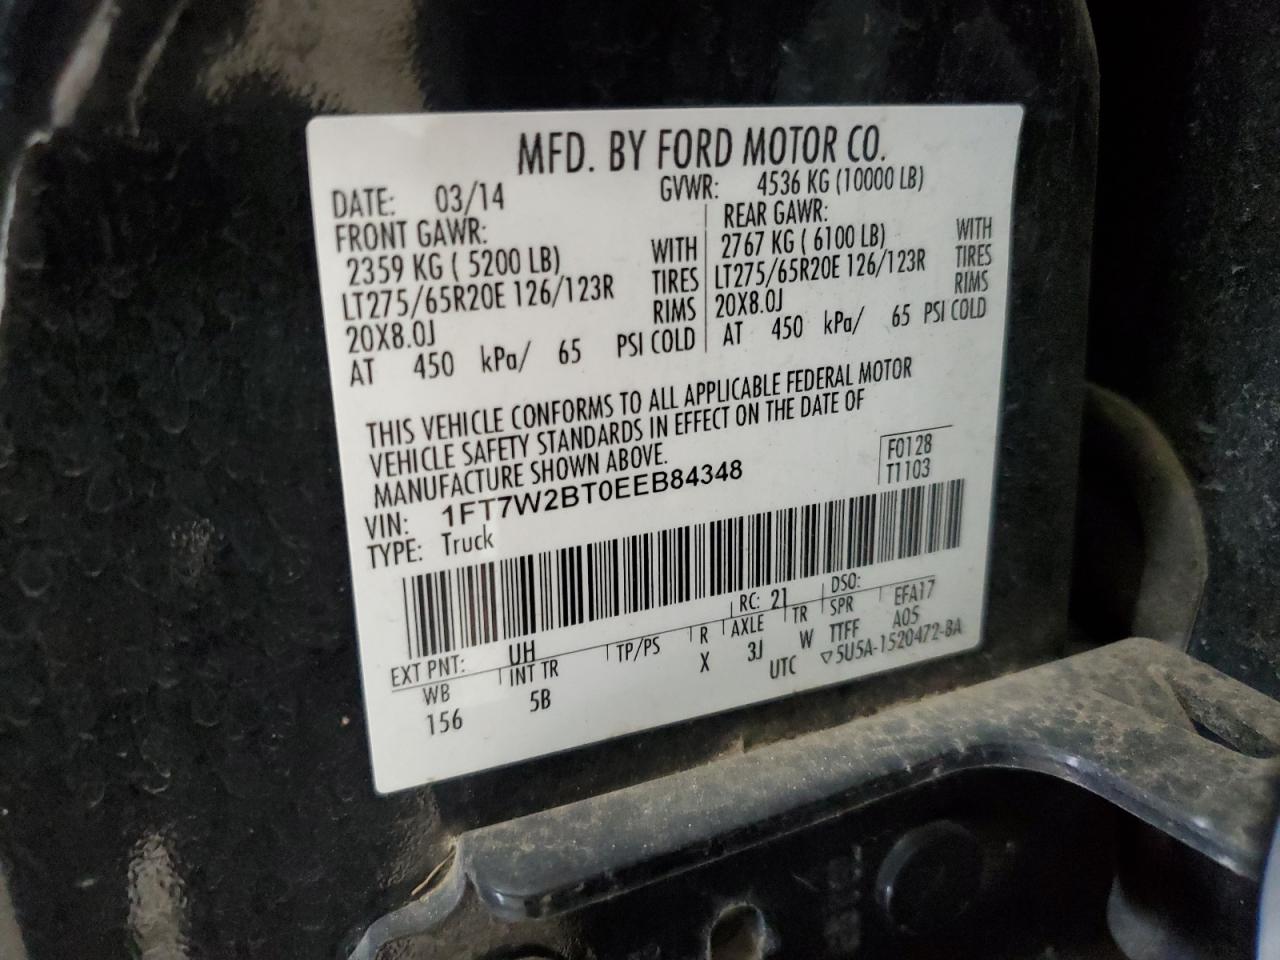 MFD. BY FORD MOTOR CO.
DATE: 03/14 GVWR: 4536 KG (10000 LB)
FRONT GAWR: REAR GAWR:
2359 KG ( 5200 LB) WITH 2767 KG ( 6100 LB) WITH
LT275/65R20E 126/123R TIRES LT275/65R20E 126/123R TIRES
20X8.0J RIMS 20X8.0J RIMS
AT 450 kPa/ 65 PSI COLD AT 450 kPa/ 65 PSI COLD
THIS VEHICLE CONFORMS TO ALL APPLICABLE FEDERAL MOTOR
VEHICLE SAFETY STANDARDS IN EFFECT ON THE DATE OF
MANUFACTURE SHOWN ABOVE.
VIN: 1FT7W2BT0EEB84348 F0128
TYPE: Truck T1103
EXT PNT: UH RC: 21 DSO:
WB INT TR TP/PS R AXLE TR SPR EFA17
156 5B X 3J W TTFF A05
UTC ▽5U5A-1520472-BA